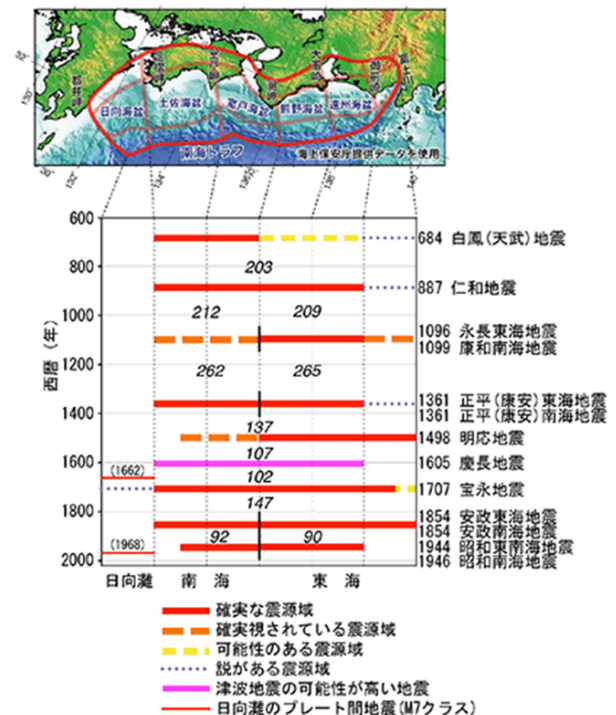 都井岬
足摺岬
室戸岬
潮岬
大王崎
御前崎
富士川
日向海盆
土佐海盆
室戸海盆
熊野海盆
遠州海盆
南海トラフ
海上保安庁提供データを使用
西暦(年)
600
800
1000
1200
1400
1600
1800
2000
203
212 209
262 265
137
107
102
147
92 90
(1662)
(1968)
684 白鳳(天武)地震
887 仁和地震
1096 永長東海地震
1099 康和南海地震
1361 正平(康安)東海地震
1361 正平(康安)南海地震
1498 明応地震
1605 慶長地震
1707 宝永地震
1854 安政東海地震
1854 安政南海地震
1944 昭和東南海地震
1946 昭和南海地震
日向灘 南海 東海
確実な震源域
確実視されている震源域
可能性のある震源域
説がある震源域
津波地震の可能性が高い地震
日向灘のプレート間地震(M7クラス)